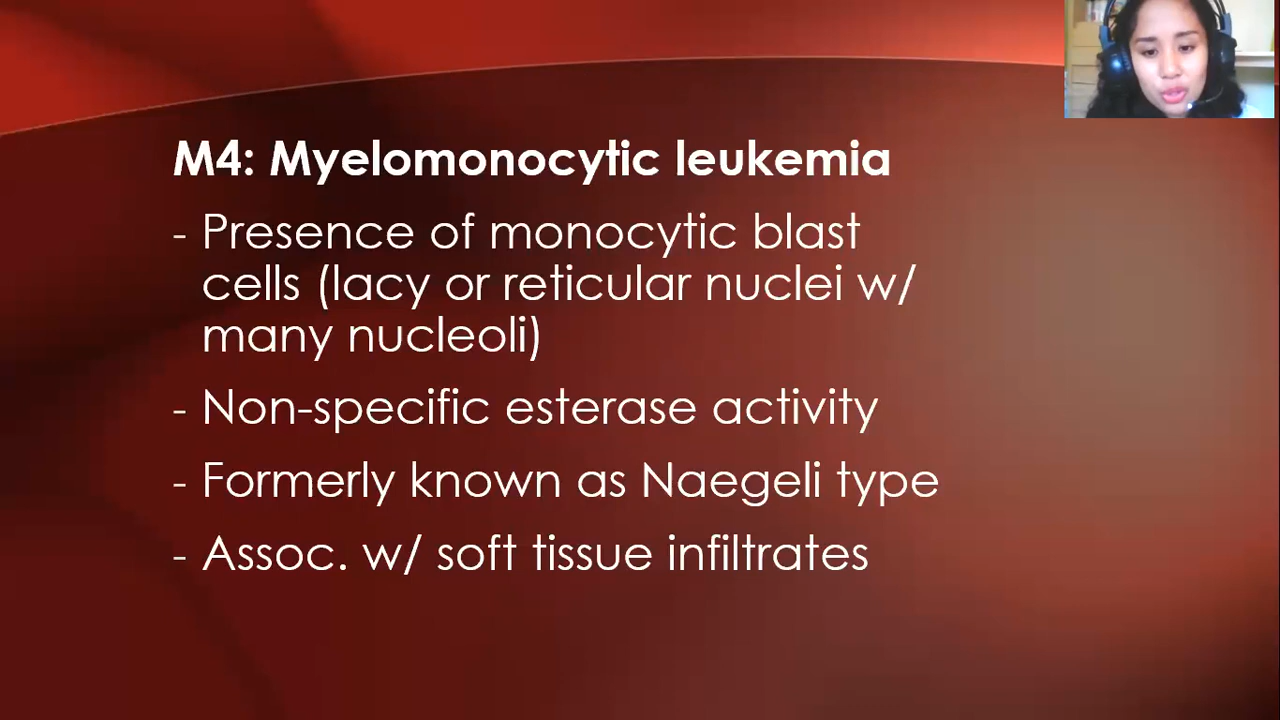 M4: Myelomonocytic leukemia
- Presence of monocytic blast
cells (lacy or reticular nuclei w/
many nucleoli)
- Non-specific esterase activity
- Formerly known as Naegeli type
- Assoc. w/ soft tissue infiltrates